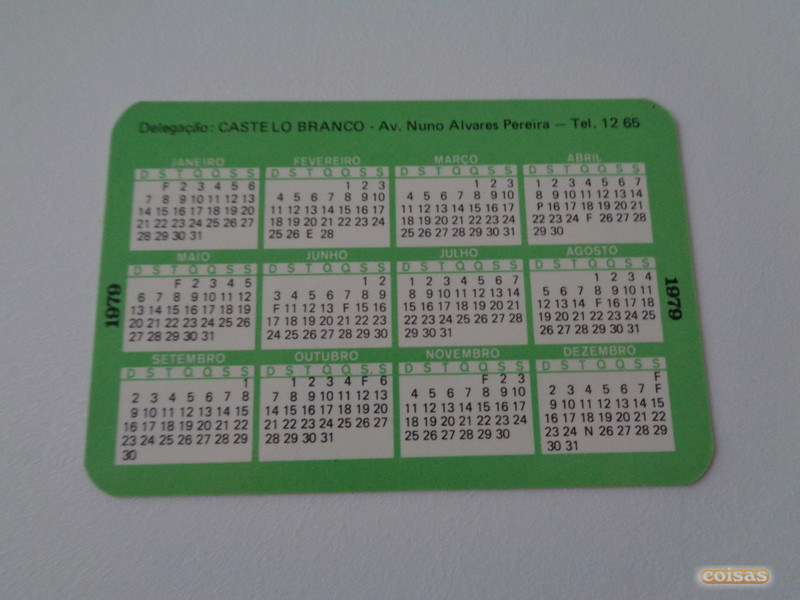 Delegação: CASTELO BRANCO - Av. Nuno Alvares Pereira — Tel. 12 65
JANEIRO
D S T Q Q S S
F 2 3 4 5 6
7 8 9 10 11 12 13
14 15 16 17 18 19 20
21 22 23 24 25 26 27
28 29 30 31
FEVEREIRO
D S T Q Q S S
1 2 3
4 5 6 7 8 9 10
11 12 13 14 15 16 17
18 19 20 21 22 23 24
25 26 E 28
MARÇO
D S T Q Q S S
1 2 3
4 5 6 7 8 9 10
11 12 13 14 15 16 17
18 19 20 21 22 23 24
25 26 27 28 29 30 31
ABRIL
D S T Q Q S S
1 2 3 4 5 6 7
8 9 10 11 12 13 14
P 16 17 18 19 20 21
22 23 24 F 26 27 28
29 30
1979
MAIO
D S T Q Q S S
F 2 3 4 5
6 7 8 9 10 11 12
13 14 15 16 17 18 19
20 21 22 23 24 25 26
27 28 29 30 31
JUNHO
D S T Q Q S S
1 2
3 4 5 6 7 8 9
F 11 12 13 F 15 16
17 18 19 20 21 22 23
24 25 26 27 28 29 30
JULHO
D S T Q Q S S
1 2 3 4 5 6 7
8 9 10 11 12 13 14
15 16 17 18 19 20 21
22 23 24 25 26 27 28
29 30 31
AGOSTO
D S T Q Q S S
1 2 3 4
5 6 7 8 9 10 11
12 13 14 F 16 17 18
19 20 21 22 23 24 25
26 27 28 29 30 31
1979
SETEMBRO
D S T Q Q S S
1
2 3 4 5 6 7 8
9 10 11 12 13 14 15
16 17 18 19 20 21 22
23 24 25 26 27 28 29
30
OUTUBRO
D S T Q Q S S
1 2 3 4 F 6
7 8 9 10 11 12 13
14 15 16 17 18 19 20
21 22 23 24 25 26 27
28 29 30 31
NOVEMBRO
D S T Q Q S S
F 2 3
4 5 6 7 8 9 10
11 12 13 14 15 16 17
18 19 20 21 22 23 24
25 26 27 28 29 30
DEZEMBRO
D S T Q Q S S
F
2 3 4 5 6 7 F
9 10 11 12 13 14 15
16 17 18 19 20 21 22
23 24 N 26 27 28 29
30 31
coisas